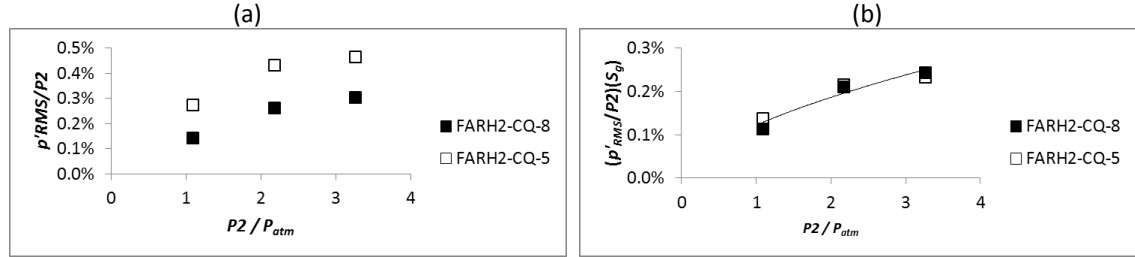 (a)
p'RMS/P2
0.5%
0.4%
0.3%
0.2%
0.1%
0.0%
0 1 2 3 4
P2 / Patm
FARH2-CQ-8
FARH2-CQ-5
(b)
(p'RMS/P2)(Sg)
0.3%
0.2%
0.1%
0.0%
0 1 2 3 4
P2 / Patm
FARH2-CQ-8
FARH2-CQ-5